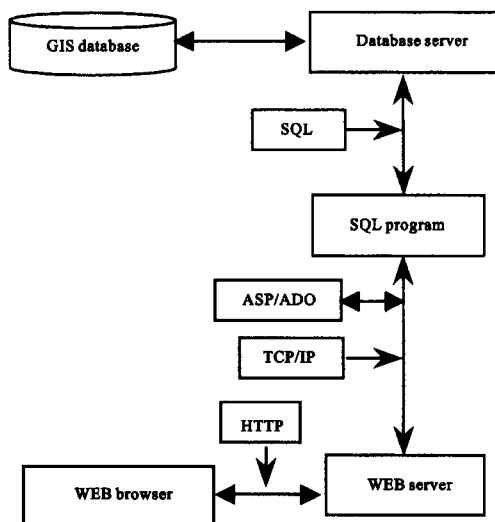 GIS database
Database server
SQL
SQL program
ASP/ADO
TCP/IP
HTTP
WEB browser
WEB server